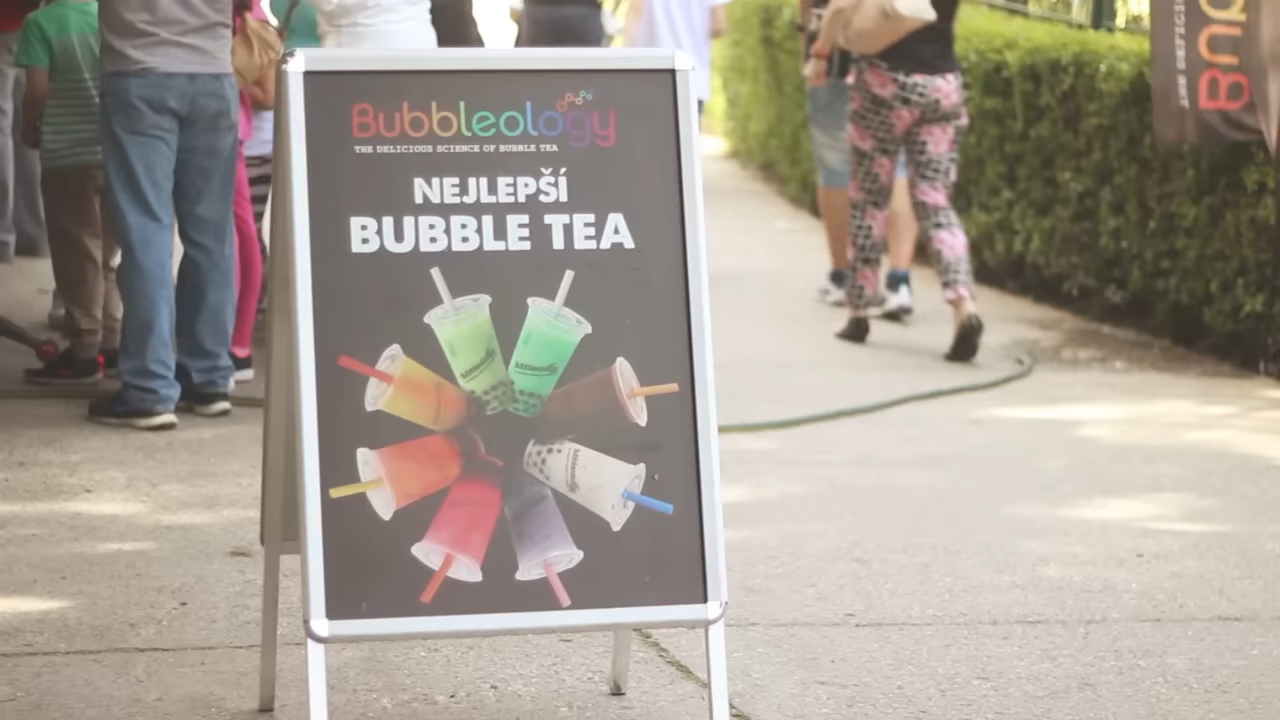 Bubbleology
THE DELICIOUS SCIENCE OF BUBBLE TEA
NEJLEPŠÍ
BUBBLE TEA